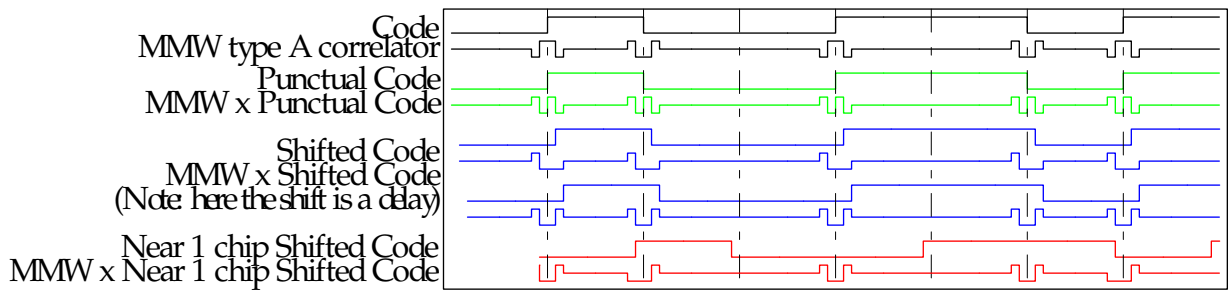 Code
MMW type A correlator
Punctual Code
MMW x Punctual Code
Shifted Code
MMW x Shifted Code
(Note: here the shift is a delay)
Near 1 chip Shifted Code
MMW x Near 1 chip Shifted Code